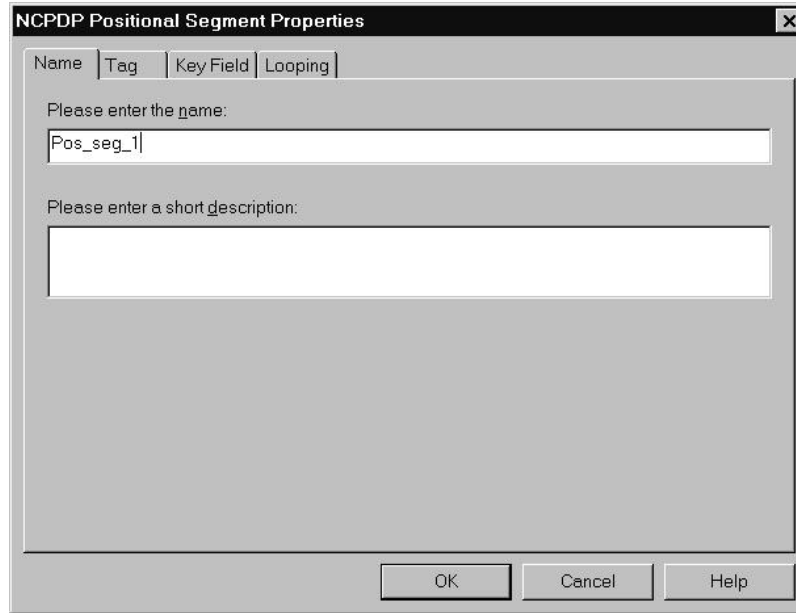 NCPDP Positional Segment Properties
Name Tag Key Field Looping
Please enter the name:
Pos_seg_1
Please enter a short description:
OK Cancel Help